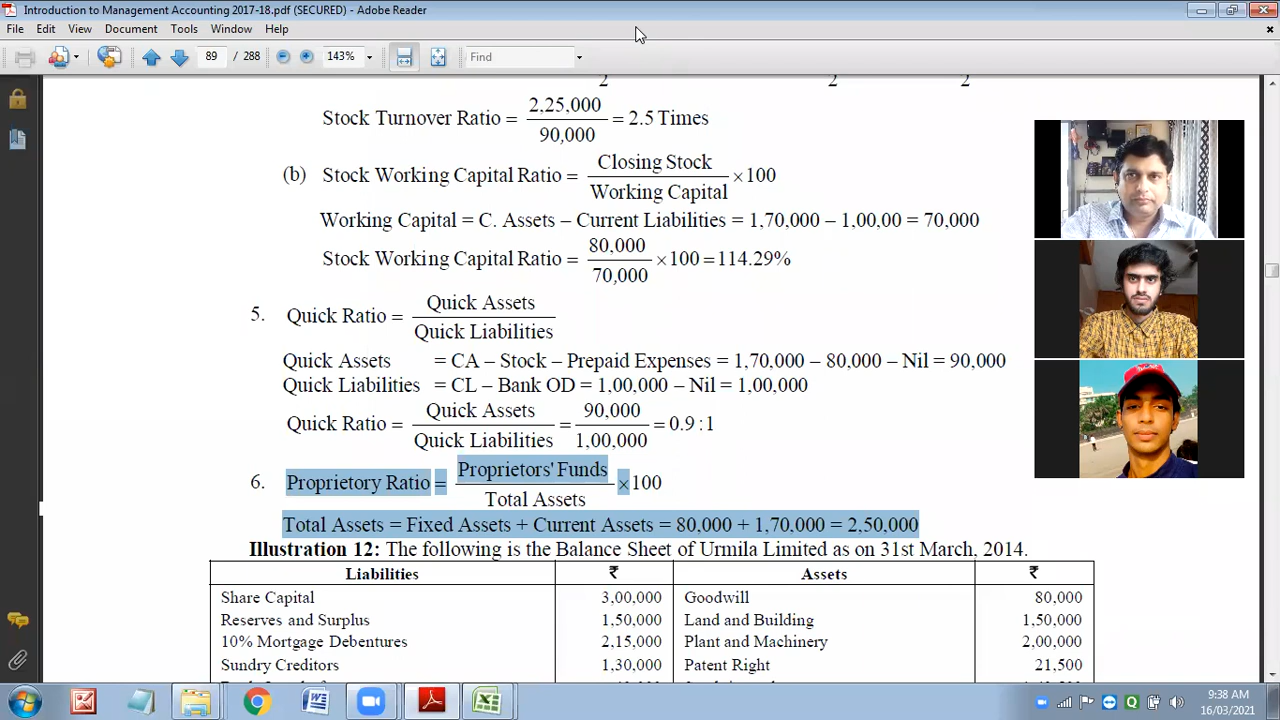 Introduction to Management Accounting 2017-18.pdf (SECURED) - Adobe Reader
File Edit View Document Tools Window Help
89 / 288 143% Find
2 2 2
Stock Turnover Ratio = 2,25,000 / 90,000 = 2.5 Times
(b) Stock Working Capital Ratio = Closing Stock / Working Capital ×100
Working Capital = C. Assets – Current Liabilities = 1,70,000 – 1,00,00 = 70,000
Stock Working Capital Ratio = 80,000 / 70,000 ×100 = 114.29%
5. Quick Ratio = Quick Assets / Quick Liabilities
Quick Assets = CA – Stock – Prepaid Expenses = 1,70,000 – 80,000 – Nil = 90,000
Quick Liabilities = CL – Bank OD = 1,00,000 – Nil = 1,00,000
Quick Ratio = Quick Assets / Quick Liabilities = 90,000 / 1,00,000 = 0.9 : 1
6. Proprietory Ratio = Proprietors' Funds / Total Assets ×100
Total Assets = Fixed Assets + Current Assets = 80,000 + 1,70,000 = 2,50,000
Illustration 12: The following is the Balance Sheet of Urmila Limited as on 31st March, 2014.
Liabilities ₹ Assets ₹
Share Capital 3,00,000 Goodwill 80,000
Reserves and Surplus 1,50,000 Land and Building 1,50,000
10% Mortgage Debentures 2,15,000 Plant and Machinery 2,00,000
Sundry Creditors 1,30,000 Patent Right 21,500
9:38 AM
16/03/2021